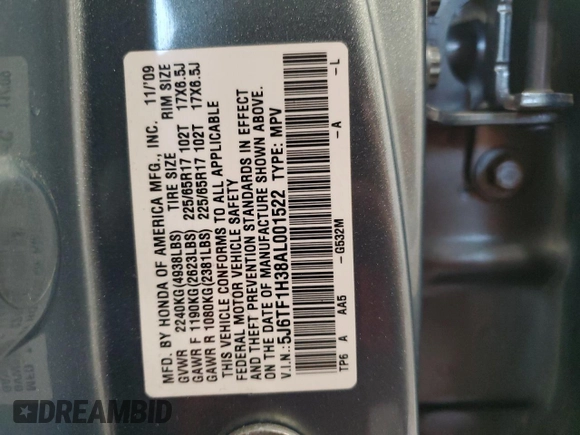 MFD. BY HONDA OF AMERICA MFG., INC. 11/'09
TIRE SIZE RIM SIZE
GVWR 2240KG(4938LBS)
GAWR F 1190KG(2623LBS) 225/65R17 102T 17X6.5J
GAWR R 1080KG(2381LBS) 225/65R17 102T 17X6.5J
THIS VEHICLE CONFORMS TO ALL APPLICABLE
FEDERAL MOTOR VEHICLE SAFETY
AND THEFT PREVENTION STANDARDS IN EFFECT
ON THE DATE OF MANUFACTURE SHOWN ABOVE.
V.I.N.: 5J6TF1H38AL001522 TYPE: MPV
TP6 A AA5 -G532M -A -L
DREAMBID